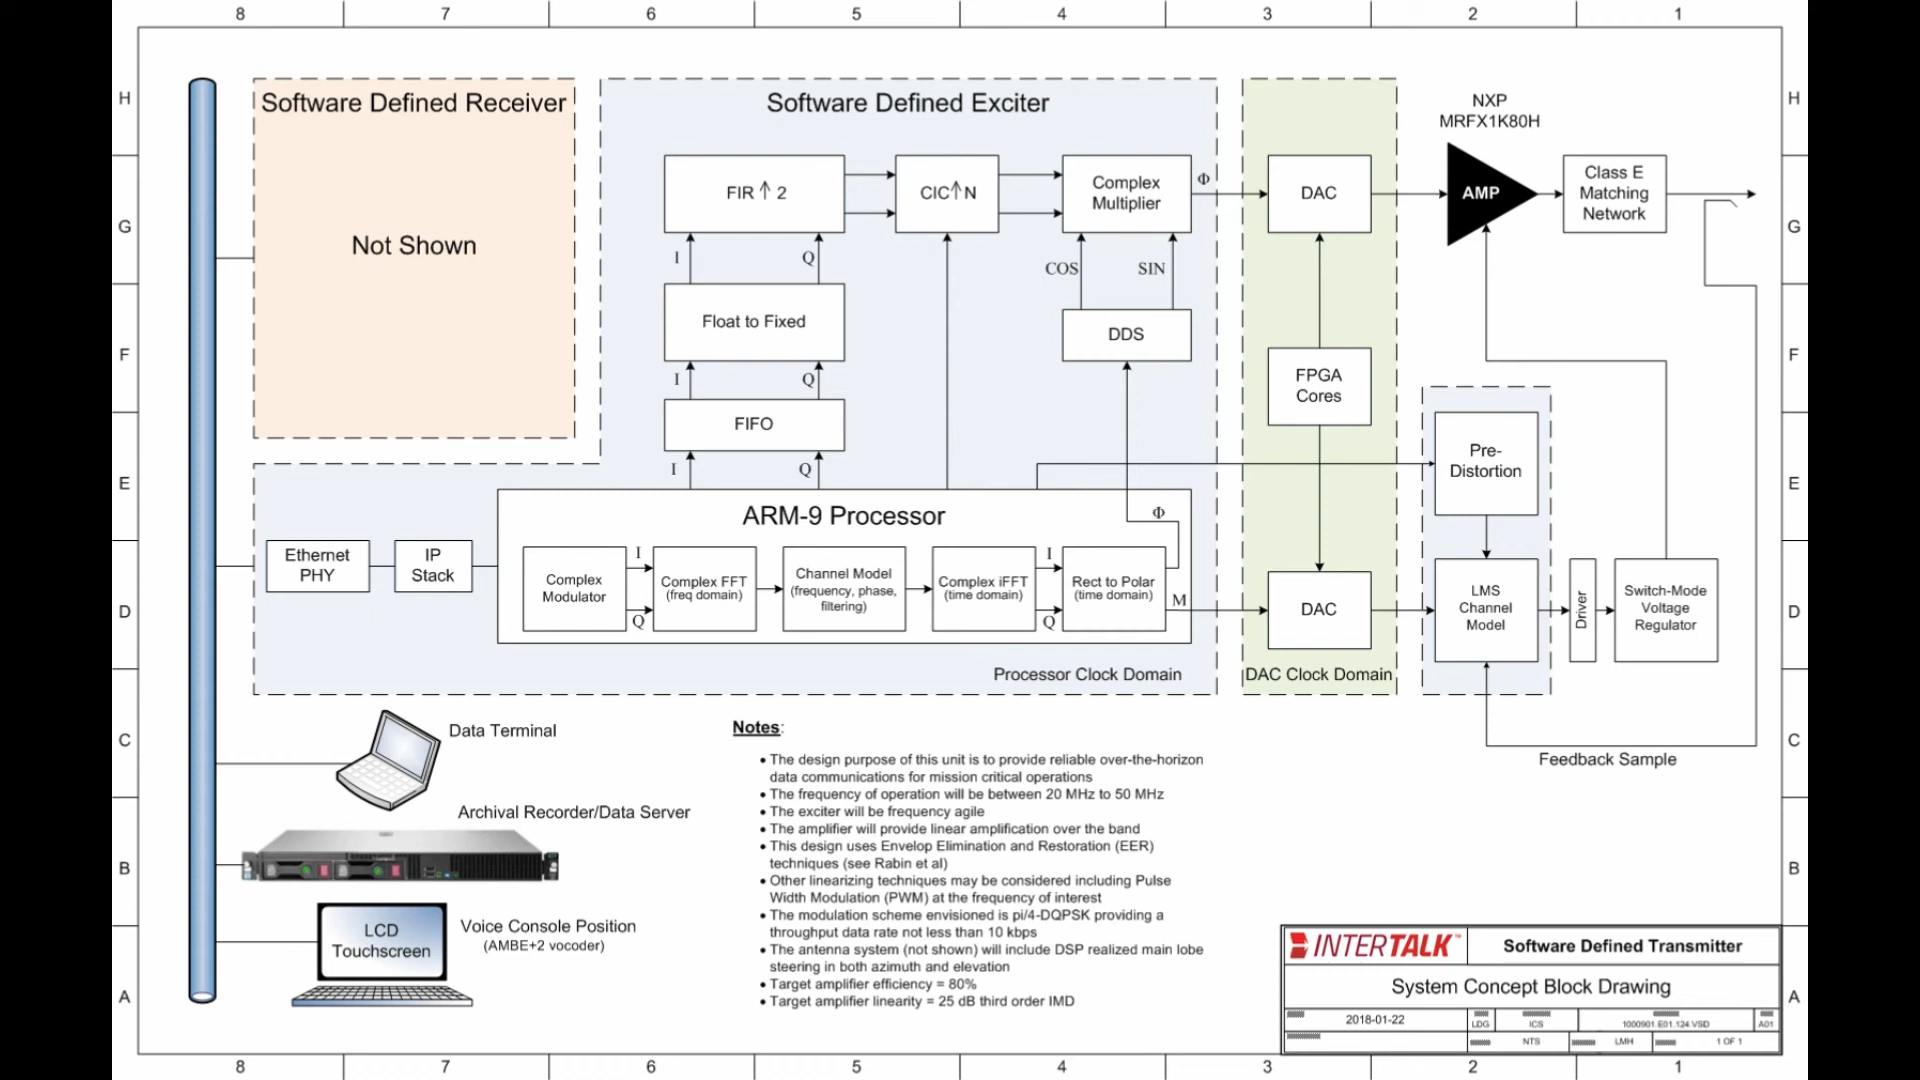 8 7 6 5 4 3 2 1
H H
G G
F F
E E
D D
C C
B B
A A
Software Defined Receiver
Not Shown
Software Defined Exciter
FIR ↑ 2
CIC↑N
Complex
Multiplier
Φ
DAC
NXP
MRFX1K80H
AMP
Class E
Matching
Network
I Q
COS SIN
Float to Fixed
DDS
I Q
FIFO
FPGA
Cores
I Q
Pre-
Distortion
ARM-9 Processor
Φ
Ethernet
PHY
IP
Stack
Complex
Modulator
I
Q
Complex FFT
(freq domain)
Channel Model
(frequency, phase,
filtering)
Complex iFFT
(time domain)
I
Q
Rect to Polar
(time domain)
M
DAC
LMS
Channel
Model
Driver
Switch-Mode
Voltage
Regulator
Processor Clock Domain
DAC Clock Domain
Feedback Sample
Data Terminal
Archival Recorder/Data Server
LCD
Touchscreen
Voice Console Position
(AMBE+2 vocoder)
Notes:
• The design purpose of this unit is to provide reliable over-the-horizon
data communications for mission critical operations
• The frequency of operation will be between 20 MHz to 50 MHz
• The exciter will be frequency agile
• The amplifier will provide linear amplification over the band
• This design uses Envelop Elimination and Restoration (EER)
techniques (see Rabin et al)
• Other linearizing techniques may be considered including Pulse
Width Modulation (PWM) at the frequency of interest
• The modulation scheme envisioned is pi/4-DQPSK providing a
throughput data rate not less than 10 kbps
• The antenna system (not shown) will include DSP realized main lobe
steering in both azimuth and elevation
• Target amplifier efficiency = 80%
• Target amplifier linearity = 25 dB third order IMD
INTERTALK™
Software Defined Transmitter
System Concept Block Drawing
2018-01-22
LDG
ICS
1000901.E01.124.VSD
A01
NTS
LMH
1 OF 1
8 7 6 5 4 3 2 1